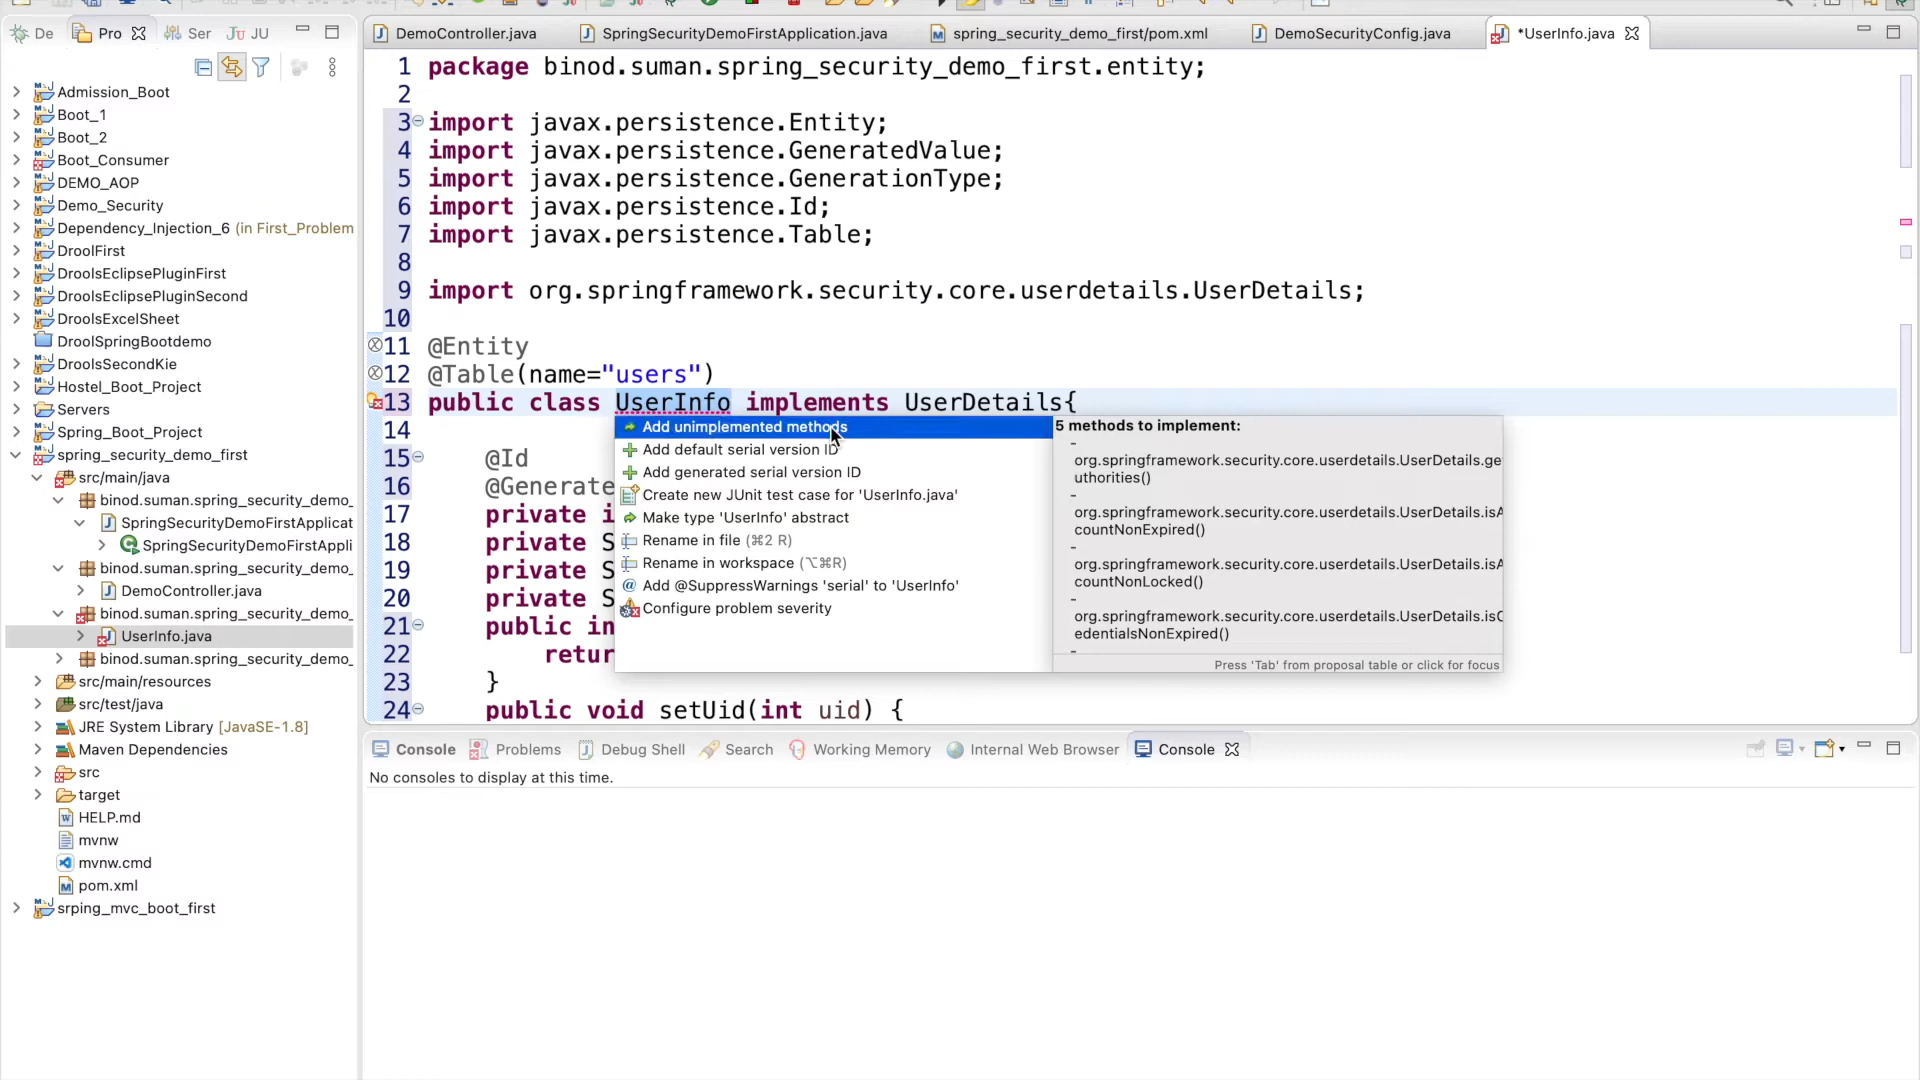 De Pro Ser JU
DemoController.java SpringSecurityDemoFirstApplication.java spring_security_demo_first/pom.xml DemoSecurityConfig.java *UserInfo.java
Admission_Boot
Boot_1
Boot_2
Boot_Consumer
DEMO_AOP
Demo_Security
Dependency_Injection_6 (in First_Problem
DroolFirst
DroolsEclipsePluginFirst
DroolsEclipsePluginSecond
DroolsExcelSheet
DroolSpringBootdemo
DroolsSecondKie
Hostel_Boot_Project
Servers
Spring_Boot_Project
spring_security_demo_first
src/main/java
binod.suman.spring_security_demo_
SpringSecurityDemoFirstApplicat
SpringSecurityDemoFirstAppli
binod.suman.spring_security_demo_
DemoController.java
binod.suman.spring_security_demo_
UserInfo.java
binod.suman.spring_security_demo_
src/main/resources
src/test/java
JRE System Library [JavaSE-1.8]
Maven Dependencies
src
target
HELP.md
mvnw
mvnw.cmd
pom.xml
srping_mvc_boot_first
1 package binod.suman.spring_security_demo_first.entity;
2
3 import javax.persistence.Entity;
4 import javax.persistence.GeneratedValue;
5 import javax.persistence.GenerationType;
6 import javax.persistence.Id;
7 import javax.persistence.Table;
8
9 import org.springframework.security.core.userdetails.UserDetails;
10
11 @Entity
12 @Table(name="users")
13 public class UserInfo implements UserDetails{
14
15 @Id
16 @Generate
17 private i
18 private S
19 private S
20 private S
21 public in
22 retur
23 }
24 public void setUid(int uid) {
Add unimplemented methods
Add default serial version ID
Add generated serial version ID
Create new JUnit test case for 'UserInfo.java'
Make type 'UserInfo' abstract
Rename in file (⌘2 R)
Rename in workspace (⌥⌘R)
Add @SuppressWarnings 'serial' to 'UserInfo'
Configure problem severity
5 methods to implement:
-
org.springframework.security.core.userdetails.UserDetails.ge
uthorities()
-
org.springframework.security.core.userdetails.UserDetails.isA
countNonExpired()
-
org.springframework.security.core.userdetails.UserDetails.isA
countNonLocked()
-
org.springframework.security.core.userdetails.UserDetails.isC
edentialsNonExpired()
-
Press 'Tab' from proposal table or click for focus
Console Problems Debug Shell Search Working Memory Internal Web Browser Console
No consoles to display at this time.